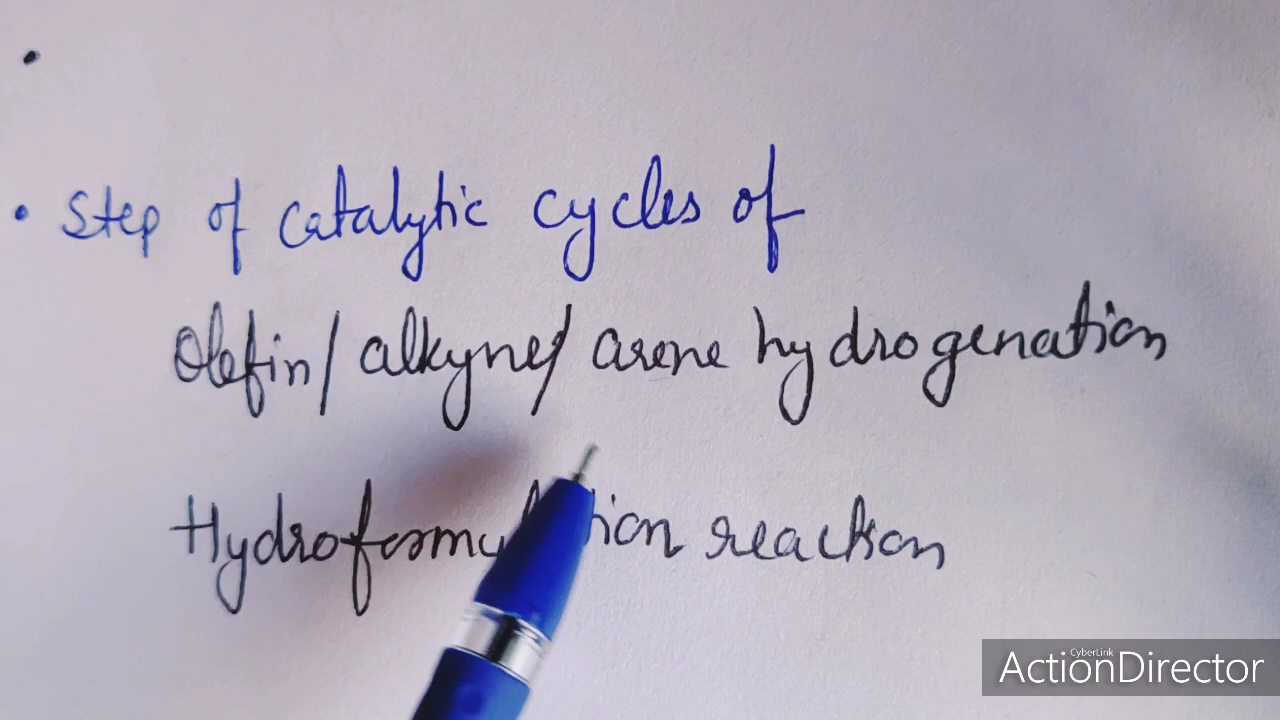 • Step of catalytic cycles of
Olefin/ alkyne/ arene hydrogenation
reaction
CyberLink
ActionDirector